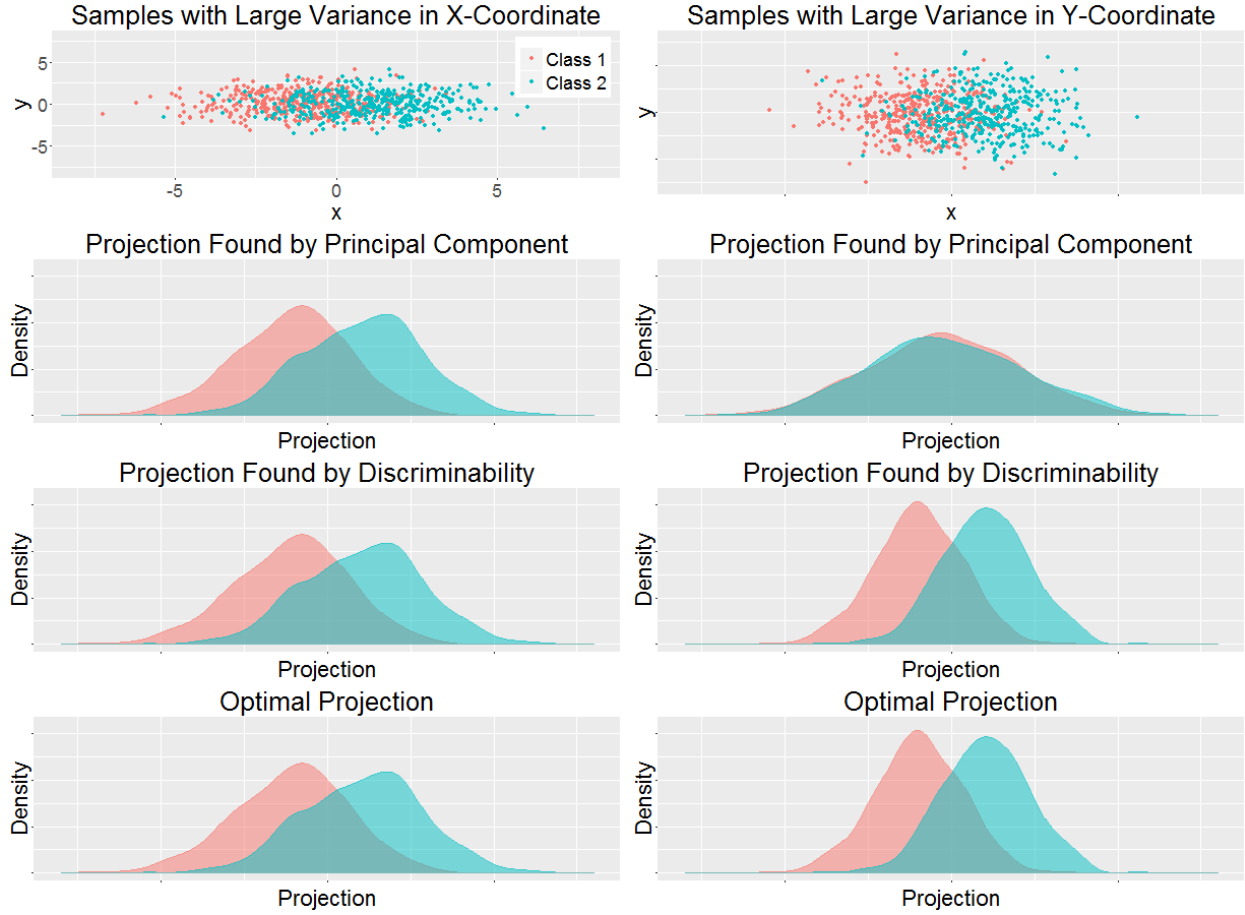 Samples with Large Variance in X-Coordinate
Class 1
Class 2
5
0
-5
y
-5
0
5
x
Samples with Large Variance in Y-Coordinate
y
x
Projection Found by Principal Component
Density
Projection
Projection Found by Principal Component
Density
Projection
Projection Found by Discriminability
Density
Projection
Projection Found by Discriminability
Density
Projection
Optimal Projection
Density
Projection
Optimal Projection
Density
Projection